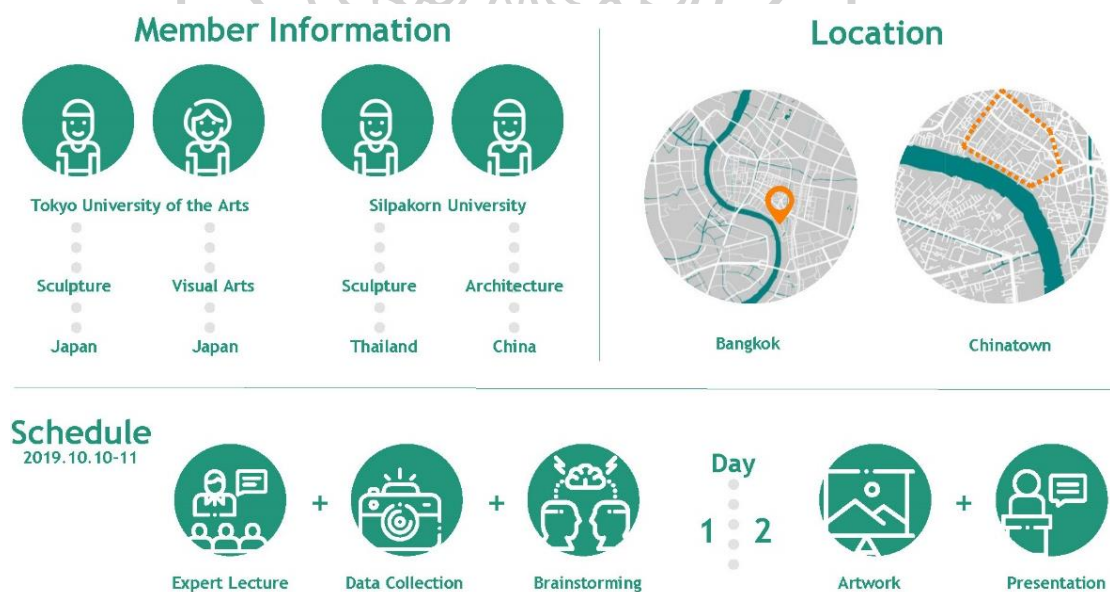 Member Information
Location
Tokyo University of the Arts
Silpakorn University
Sculpture
Visual Arts
Sculpture
Architecture
Japan
Japan
Thailand
China
Bangkok
Chinatown
Schedule
2019.10.10-11
Day
1
2
Expert Lecture
+
Data Collection
+
Brainstorming
Artwork
+
Presentation